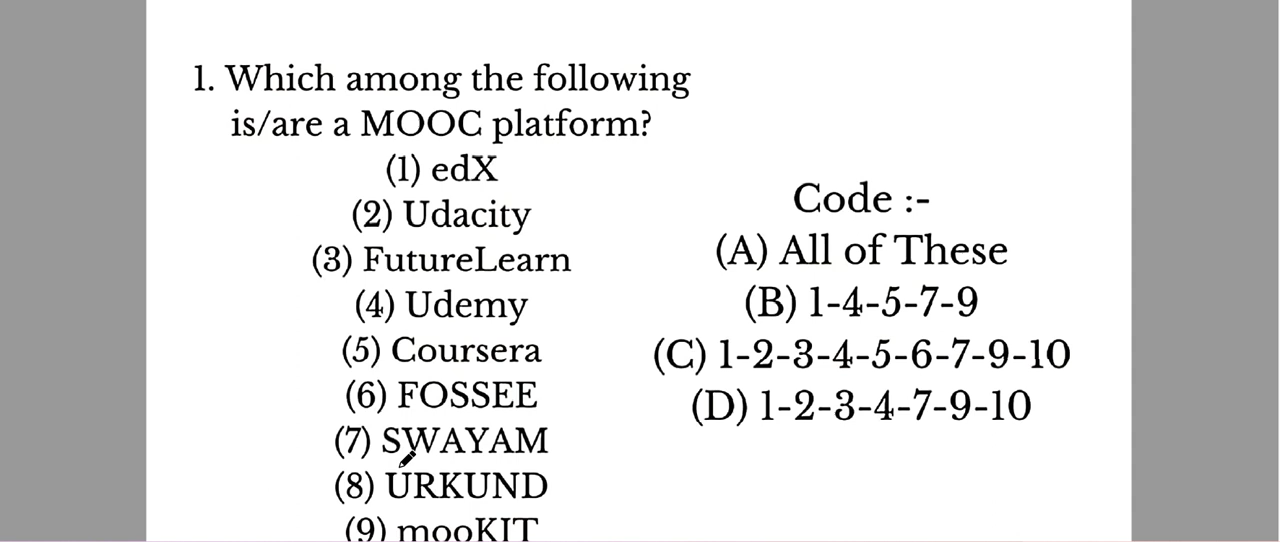 1. Which among the following
is/are a MOOC platform?
(1) edX
(2) Udacity
(3) FutureLearn
(4) Udemy
(5) Coursera
(6) FOSSEE
(7) SWAYAM
(8) URKUND
(9) mooKIT
Code :-
(A) All of These
(B) 1-4-5-7-9
(C) 1-2-3-4-5-6-7-9-10
(D) 1-2-3-4-7-9-10